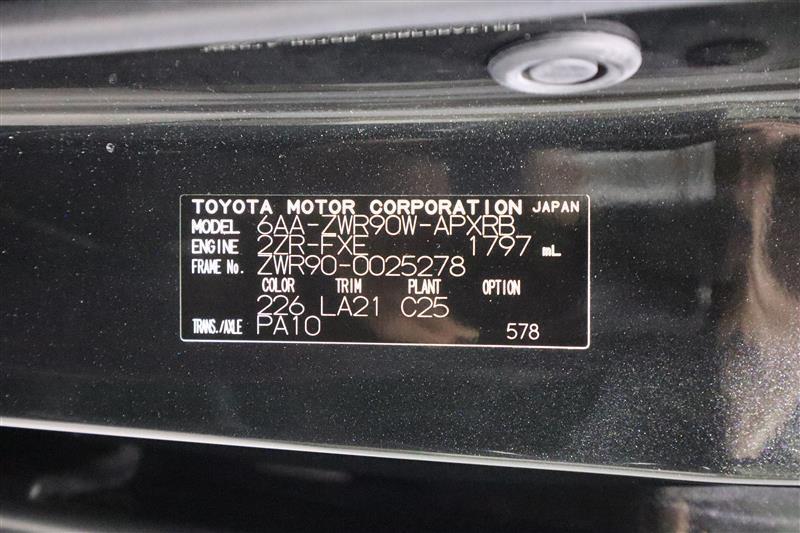 TOYOTA MOTOR CORPORATION JAPAN
MODEL 6AA-ZWR90W-APXRB
ENGINE 2ZR-FXE 1797 mL
FRAME No. ZWR90-0025278
COLOR TRIM PLANT OPTION
226 LA21 C25
TRANS./AXLE PA10 578